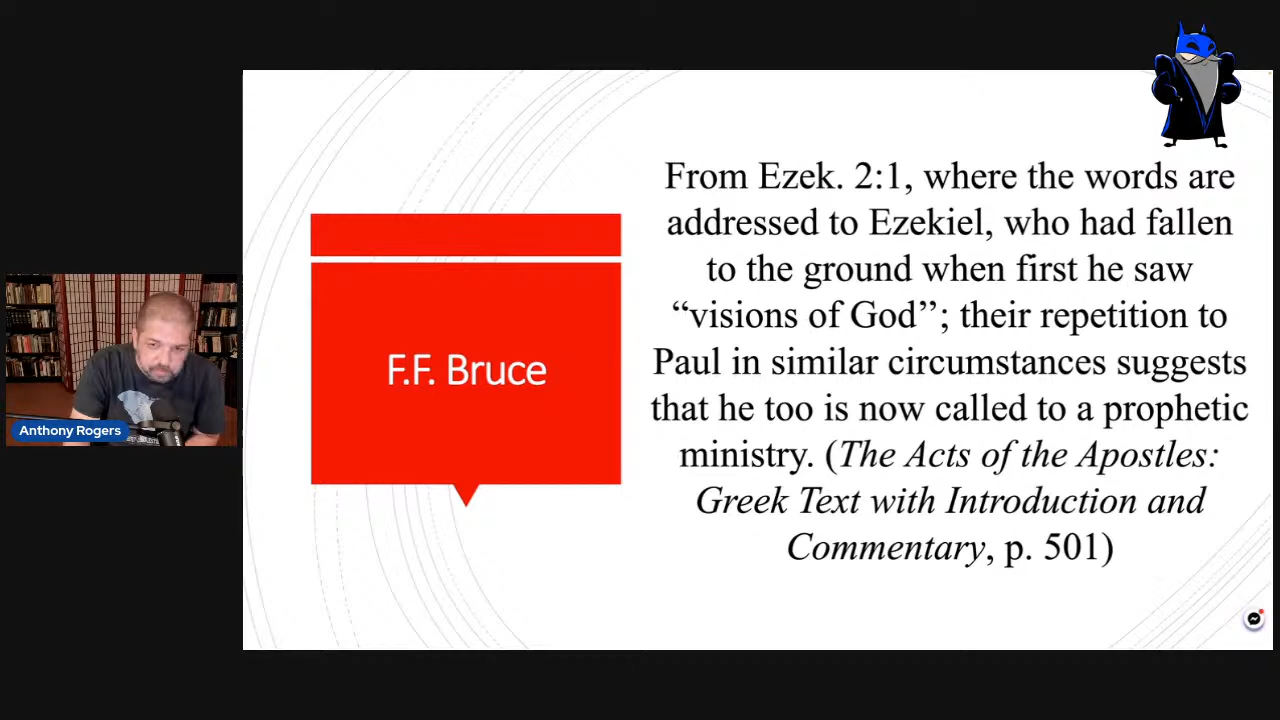 From Ezek. 2:1, where the words are
addressed to Ezekiel, who had fallen
to the ground when first he saw
“visions of God’’; their repetition to
Paul in similar circumstances suggests
that he too is now called to a prophetic
ministry. (The Acts of the Apostles:
Greek Text with Introduction and
Commentary, p. 501)
F.F. Bruce
Anthony Rogers